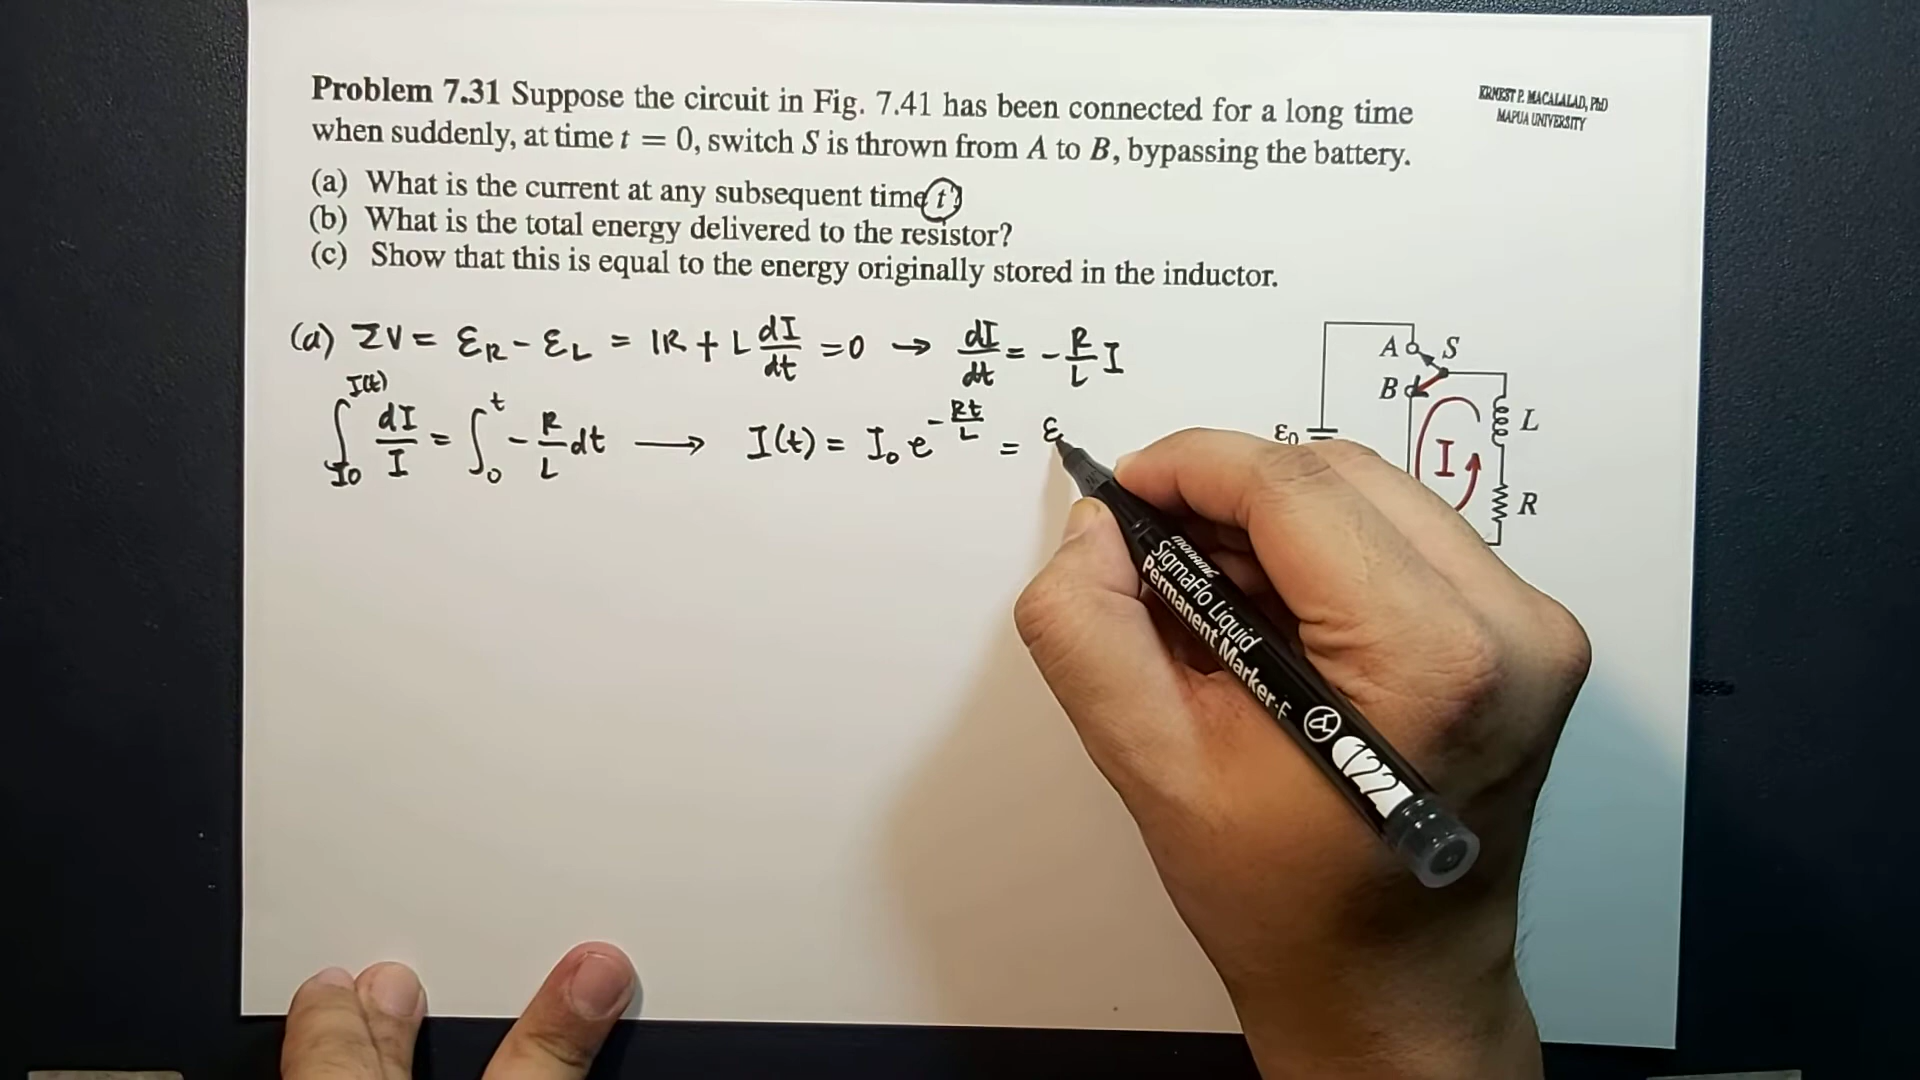 Problem 7.31 Suppose the circuit in Fig. 7.41 has been connected for a long time
when suddenly, at time t = 0, switch S is thrown from A to B, bypassing the battery.
(a) What is the current at any subsequent time t?
(b) What is the total energy delivered to the resistor?
(c) Show that this is equal to the energy originally stored in the inductor.
ERNEST P. MACALALAD, PhD
MAPUA UNIVERSITY
(a) ΣV = ℰR - ℰL = IR + L dI/dt = 0 → dI/dt = - R/L I
∫_{I0}^{I(t)} dI/I = ∫_0^t - R/L dt ⟶ I(t) = I₀ e^{-Rt/L} = ℰ
A S
B
L
ℰ0
I
R
monami
SigmaFlo Liquid
Permanent Marker-F
122